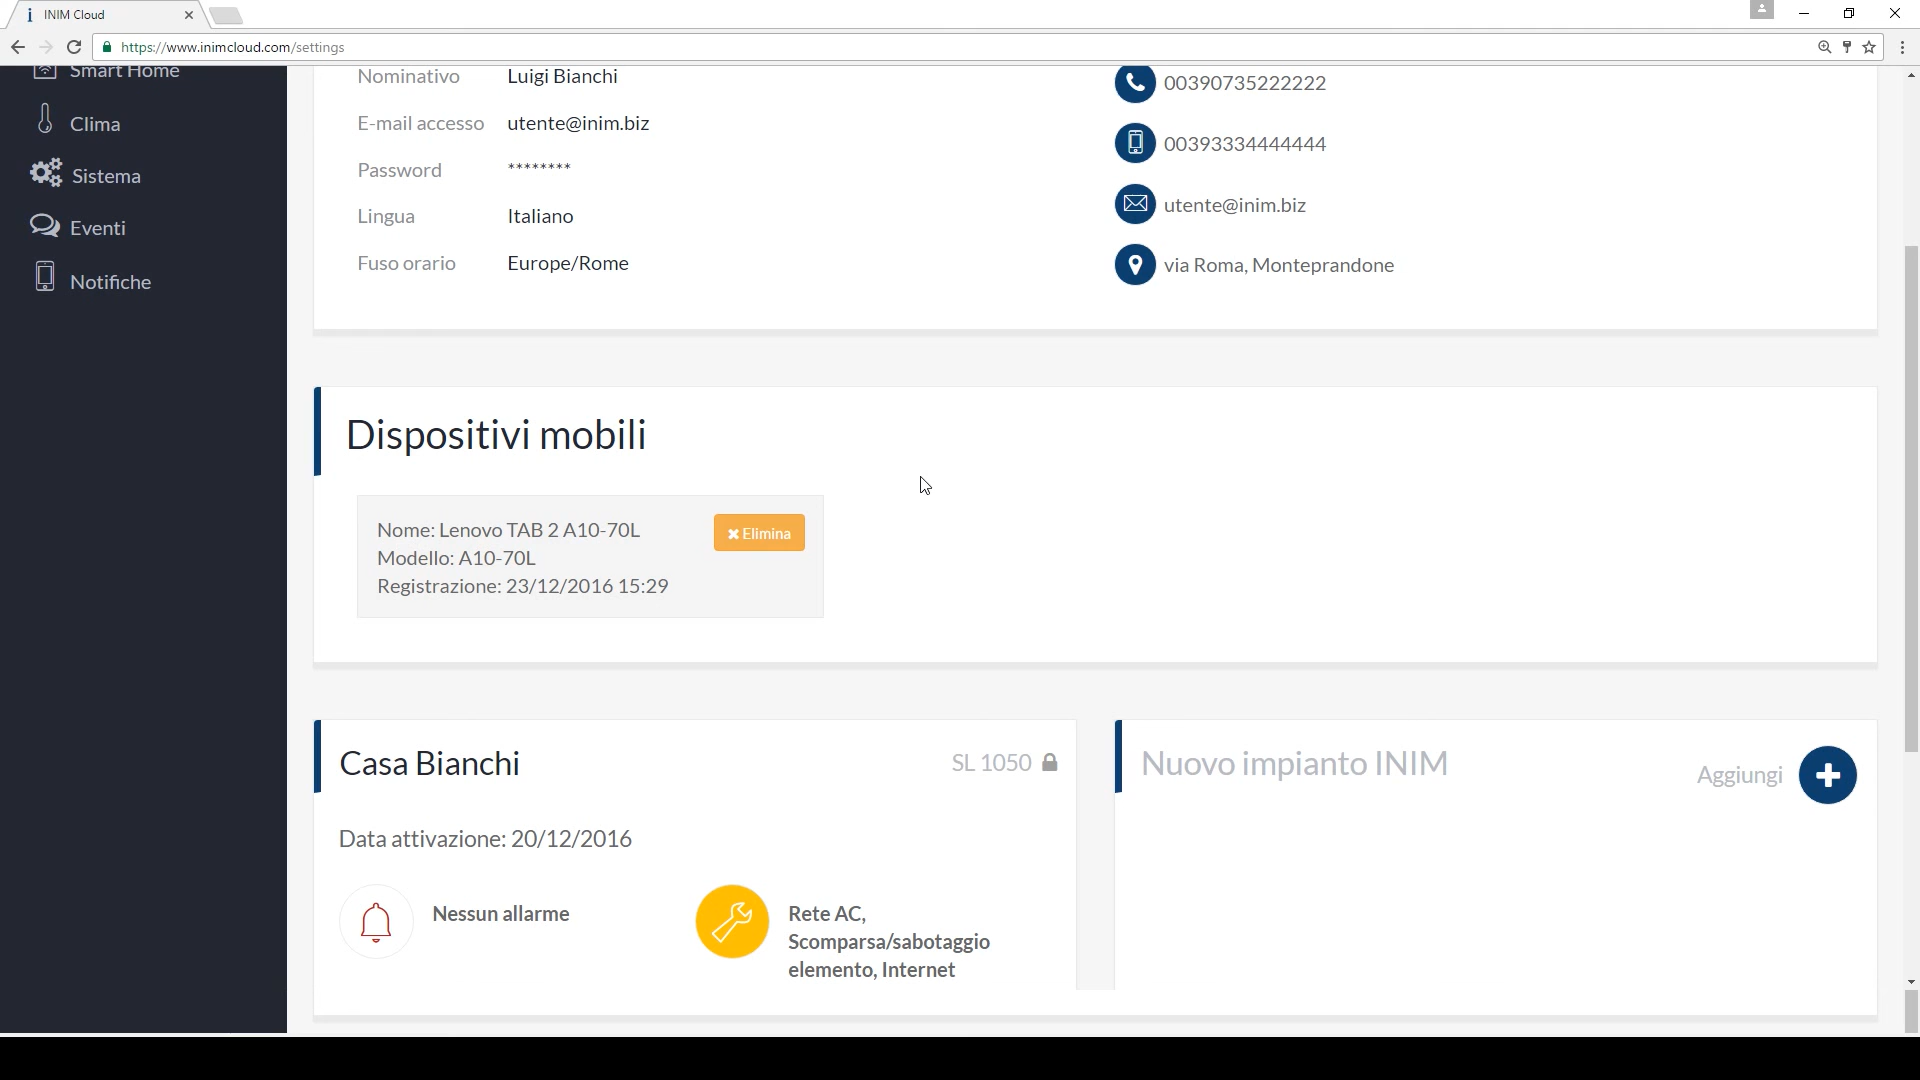 INIM Cloud
https://www.inimcloud.com/settings
Smart Home
Clima
Sistema
Eventi
Notifiche
Nominativo Luigi Bianchi
E-mail accesso utente@inim.biz
Password ********
Lingua Italiano
Fuso orario Europe/Rome
00390735222222
00393334444444
utente@inim.biz
via Roma, Monteprandone
Dispositivi mobili
Nome: Lenovo TAB 2 A10-70L
Modello: A10-70L
Registrazione: 23/12/2016 15:29
Elimina
Casa Bianchi SL 1050
Data attivazione: 20/12/2016
Nessun allarme
Rete AC,
Scomparsa/sabotaggio
elemento, Internet
Nuovo impianto INIM
Aggiungi